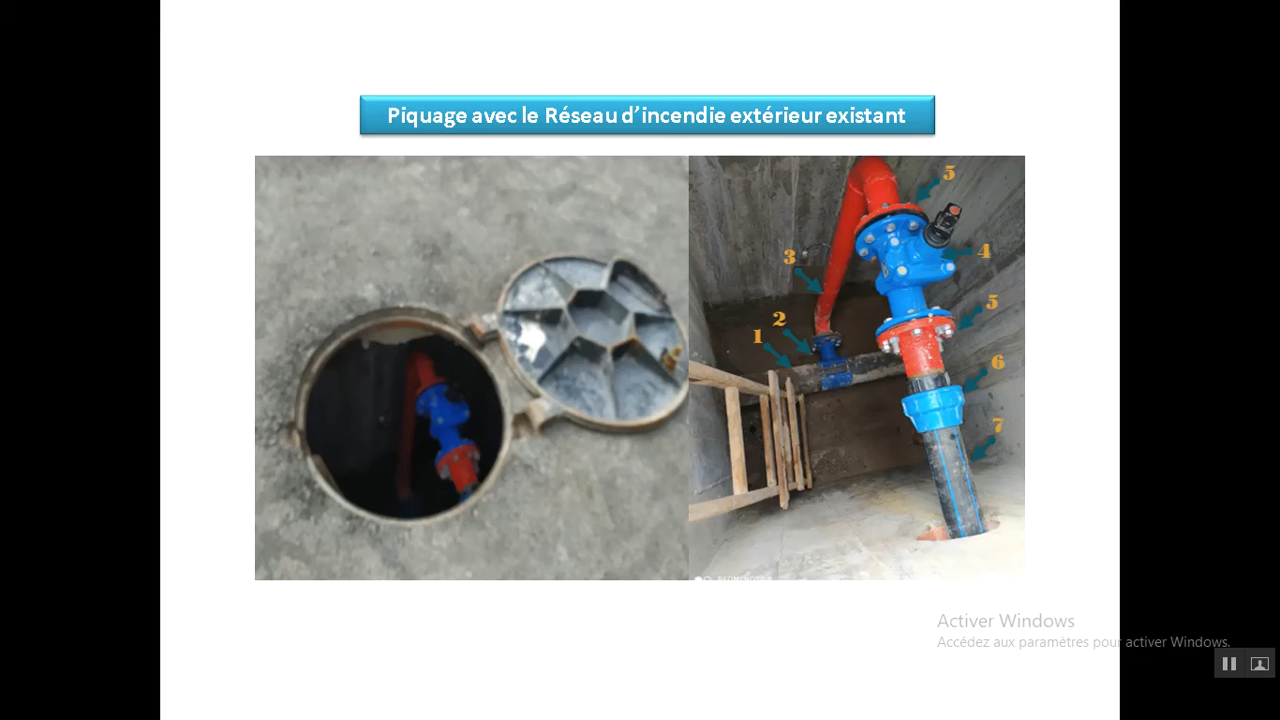 Piquage avec le Réseau d'incendie extérieur existant
5
4
3
5
2
1
6
7
Activer Windows
Accédez aux paramètres pour activer Windows.